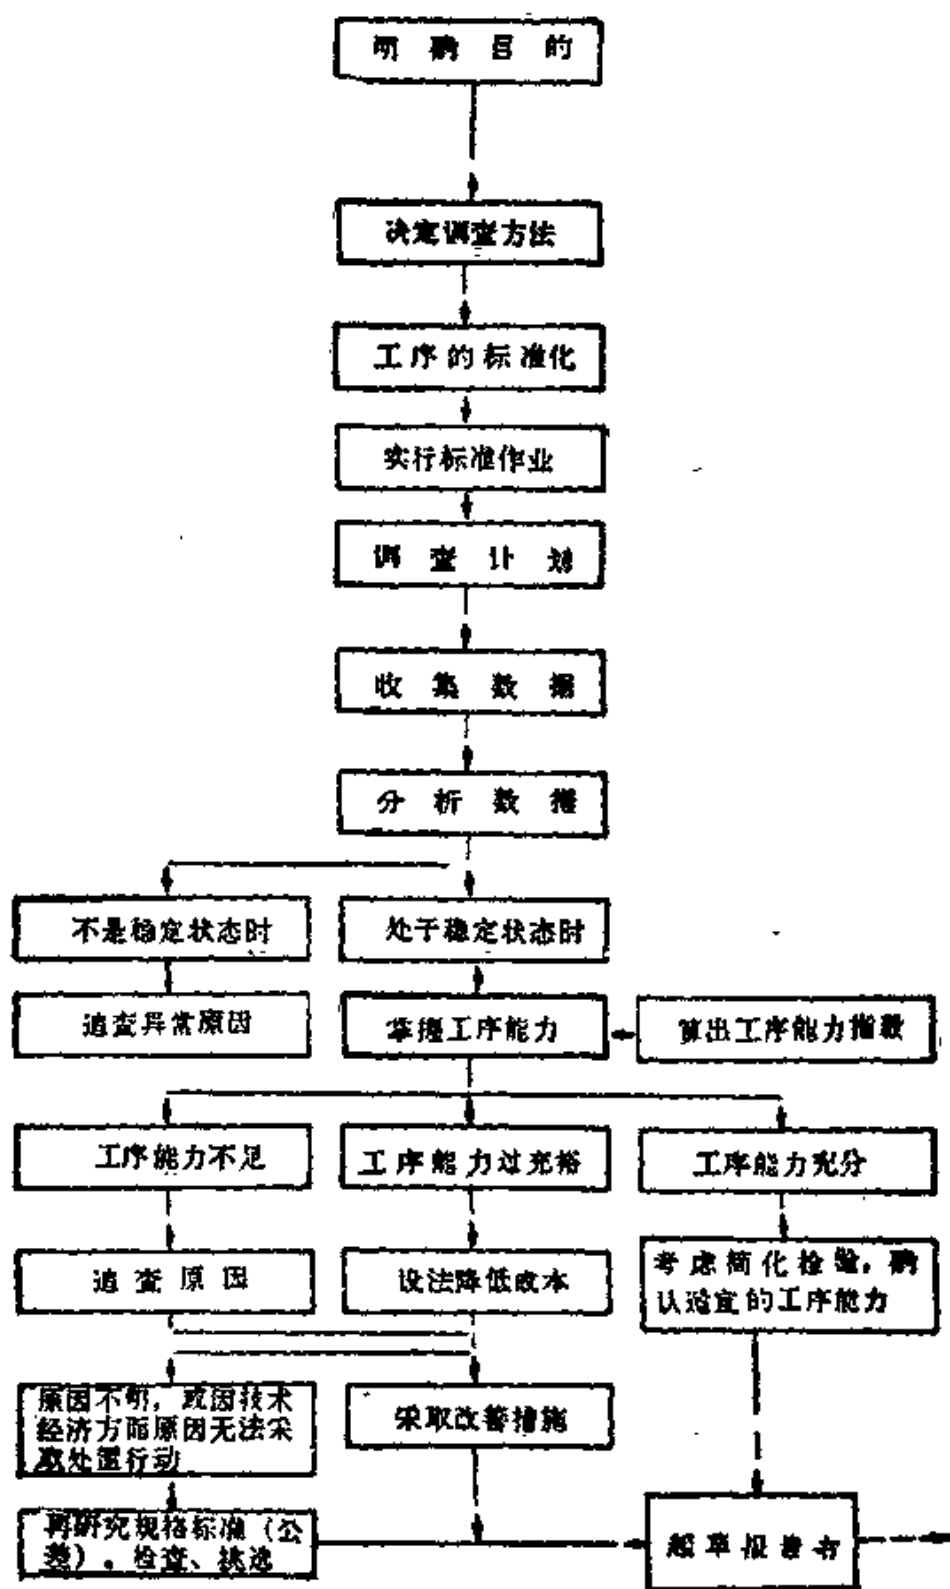 明确目的
决定调查方法
工序的标准化
实行标准作业
调查计划
收集数据
分析数据
不是稳定状态时
处于稳定状态时
追查异常原因
掌握工序能力
算出工序能力指数
工序能力不足
工序能力过充裕
工序能力充分
追查原因
设法降低成本
考虑简化检验，确
认适宜的工序能力
原因不明，或因技术
经济方面原因无法采
取处置行动
采取改善措施
再研究规格标准（公
差）。检查、挑选
报告书